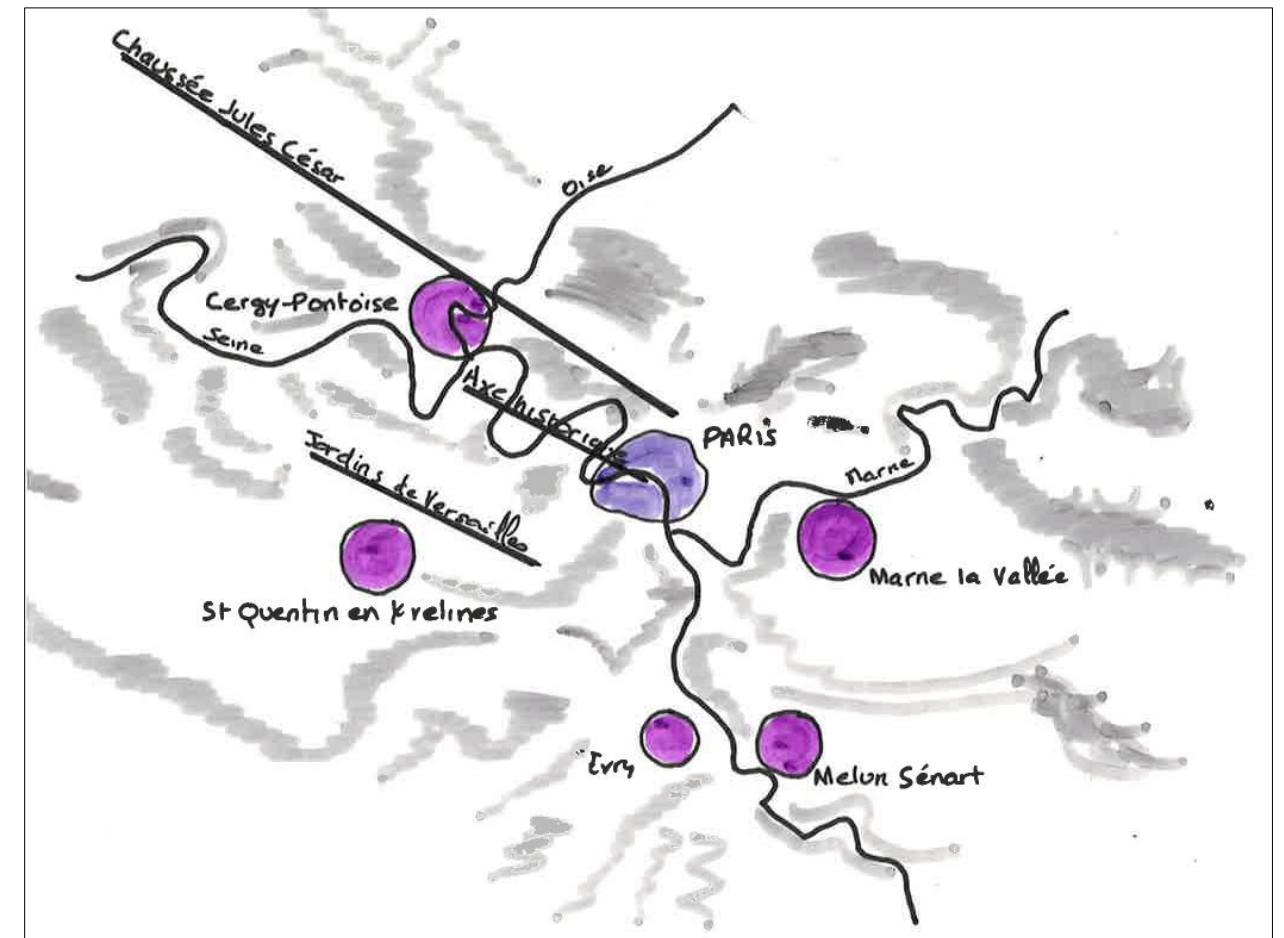 Chaussée Jules César
Oise
Cergy-Pontoise
Seine
Axe historique
PARIS
Jardins de Versailles
Marne
Marne la Vallée
St Quentin en Yvelines
Evry
Melun Sénart